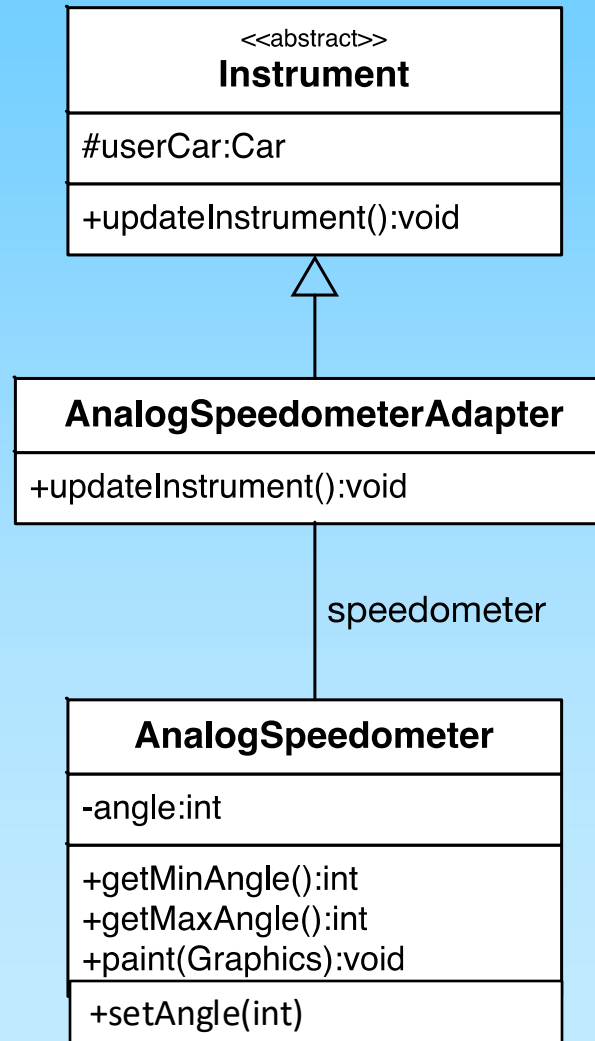 <<abstract>>
Instrument
#userCar:Car
+updateInstrument():void
AnalogSpeedometerAdapter
+updateInstrument():void
speedometer
AnalogSpeedometer
-angle:int
+getMinAngle():int
+getMaxAngle():int
+paint(Graphics):void
+setAngle(int)